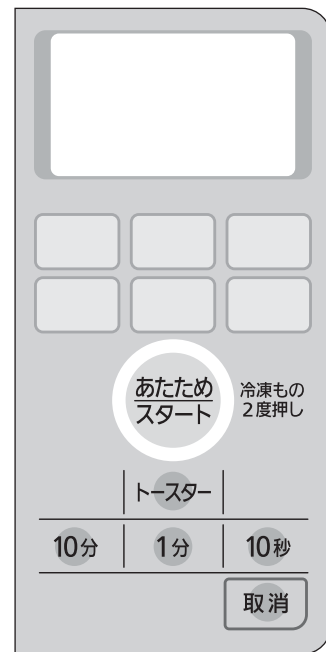 あたため
スタート
冷凍もの
2度押し
トースター
10分 1分 10秒
取消